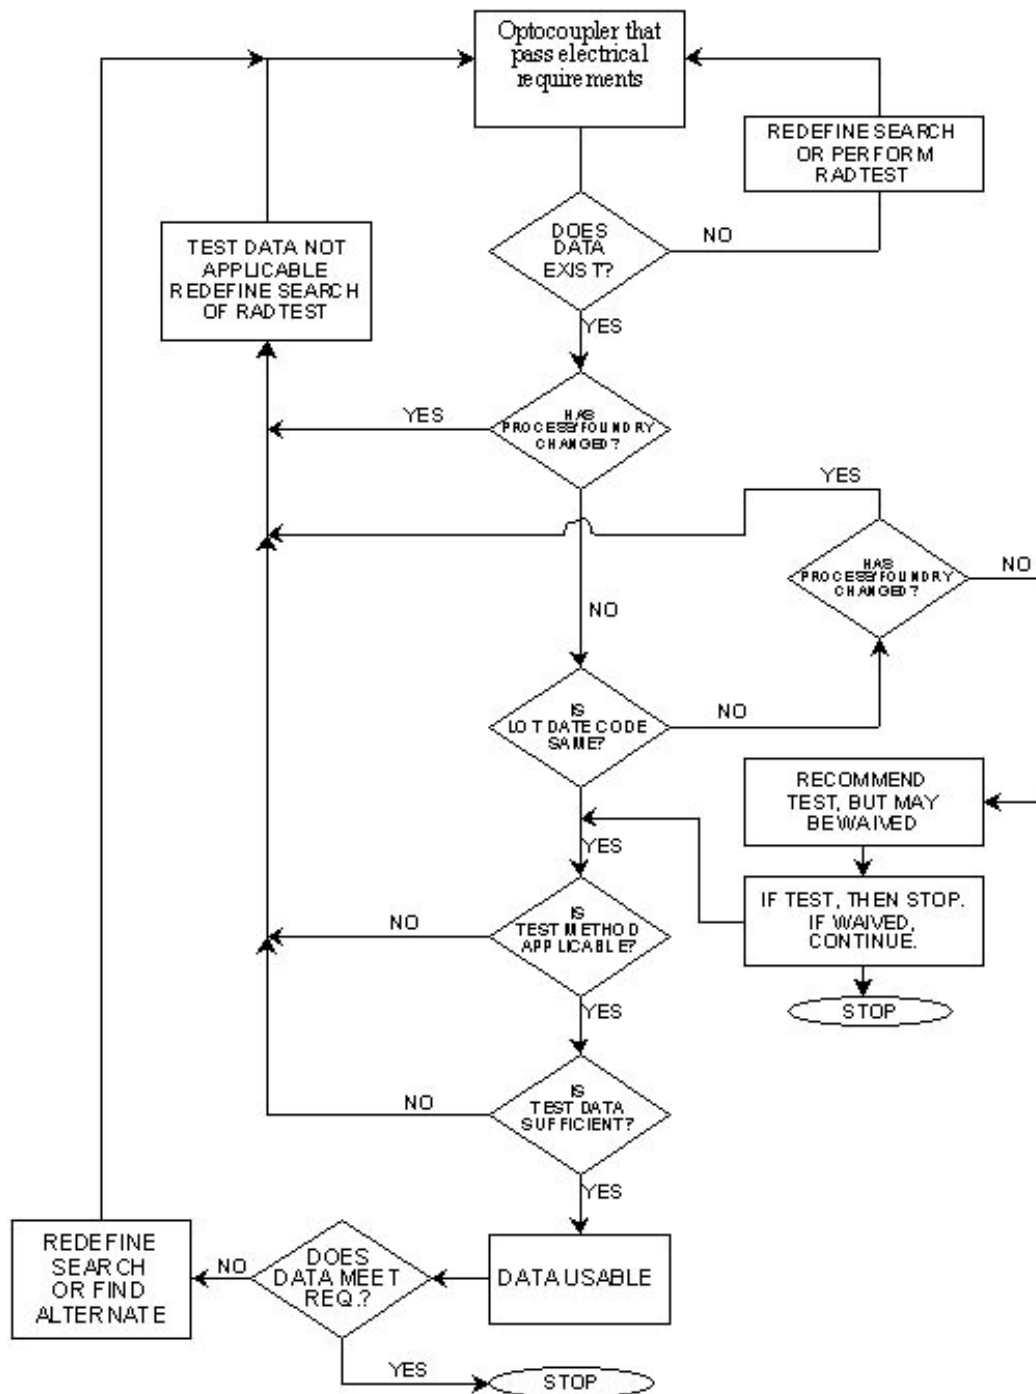 Optocoupler that
pass electrical
requirements
REDEFINE SEARCH
OR PERFORM
RADTEST
DOES
DATA
EXIST?
NO
TEST DATA NOT
APPLICABLE
REDEFINE SEARCH
OF RADTEST
YES
HAS
PROCESS/FOUNDRY
CHANGED?
YES
YES
HAS
PROCESS/FOUNDRY
CHANGED?
NO
NO
IS
LOT DATE CODE
SAME?
NO
RECOMMEND
TEST, BUT MAY
BE WAIVED
YES
IF TEST, THEN STOP.
IF WAIVED,
CONTINUE.
IS
TEST METHOD
APPLICABLE?
NO
STOP
YES
IS
TEST DATA
SUFFICIENT?
NO
YES
DATA USABLE
DOES
DATA MEET
REQ.?
NO
REDEFINE
SEARCH
OR FIND
ALTERNATE
YES
STOP